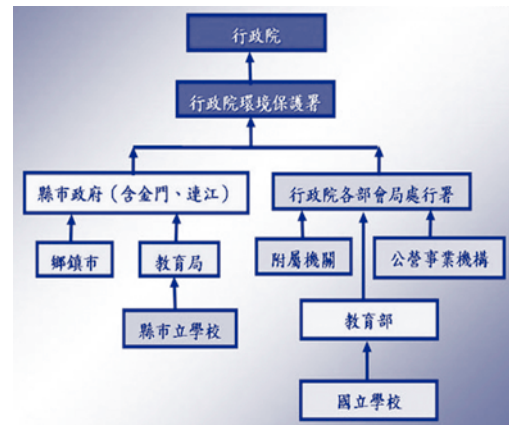 行政院
行政院環境保護署
縣市政府（含金門、連江）
行政院各部會局處行署
鄉鎮市
教育局
附屬機關
公營事業機構
縣市立學校
教育部
國立學校